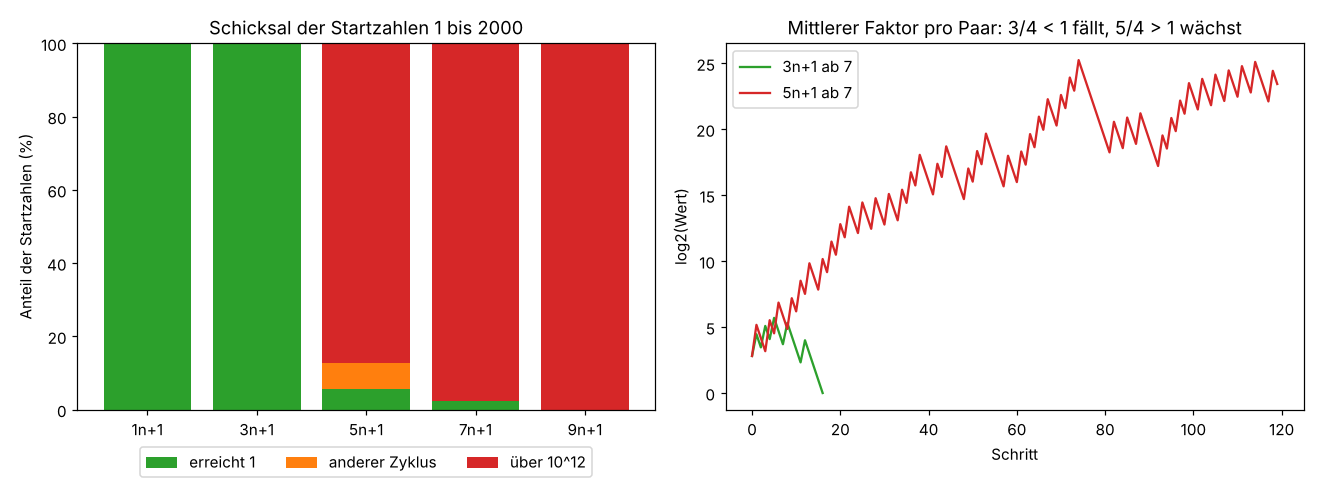 Schicksal der Startzahlen 1 bis 2000
Anteil der Startzahlen (%)
100
80
60
40
20
0
1n+1 3n+1 5n+1 7n+1 9n+1
erreicht 1 anderer Zyklus über 10^12
Mittlerer Faktor pro Paar: 3/4 < 1 fällt, 5/4 > 1 wächst
3n+1 ab 7
5n+1 ab 7
log2(Wert)
25
20
15
10
5
0
0 20 40 60 80 100 120
Schritt